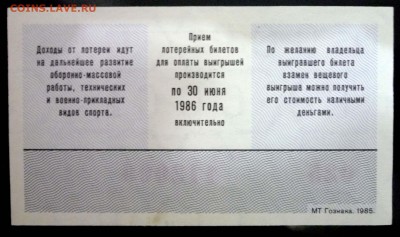 COINS.LAVE.RU
Доходы от лотереи идут
на дальнейшее развитие
оборонно-массовой
работы, технических
и военно-прикладных
видов спорта.
Прием
лотерейных билетов
для оплаты выигрышей
производится
по 30 июня
1986 года
включительно
По желанию владельца
выигравшего билета
взамен вещевого
выигрыша можно получить
его стоимость наличными
деньгами.
МТ Гознака. 1985.